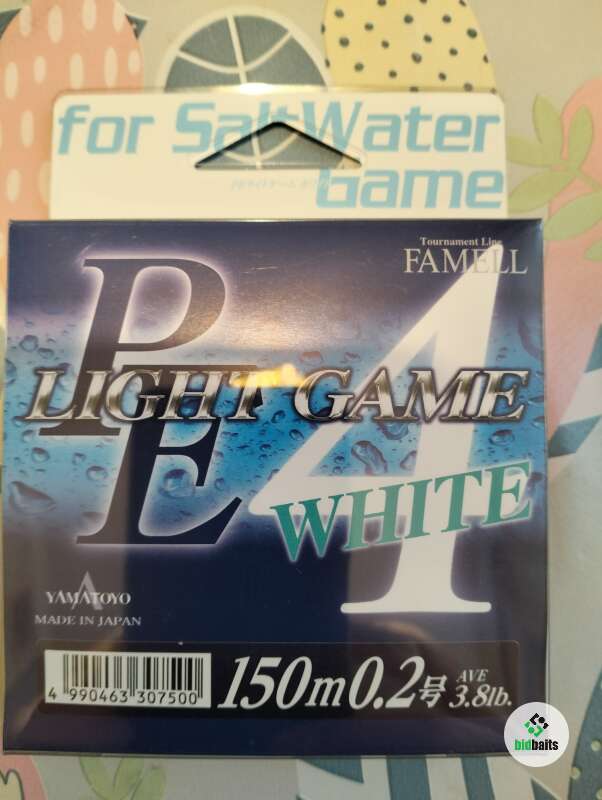 for SaltWater
Game
Tournament Line
FAMELL
PE 4
LIGHT GAME
WHITE
YAMATOYO
MADE IN JAPAN
4 990463 307500
150m 0.2号 AVE 3.8lb.
bidbaits